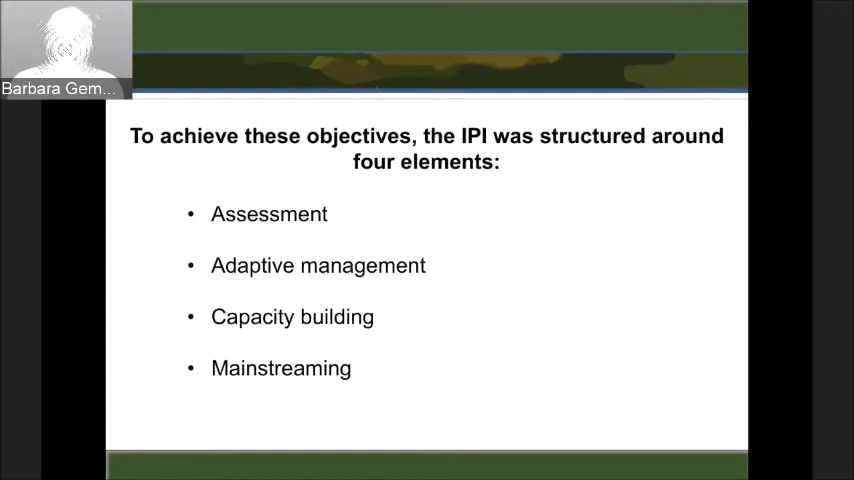 Barbara Gem...
To achieve these objectives, the IPI was structured around
four elements:
• Assessment
• Adaptive management
• Capacity building
• Mainstreaming